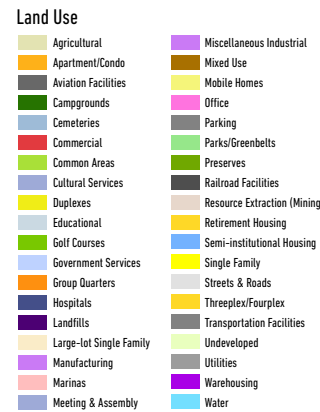 Land Use
Agricultural
Apartment/Condo
Aviation Facilities
Campgrounds
Cemeteries
Commercial
Common Areas
Cultural Services
Duplexes
Educational
Golf Courses
Government Services
Group Quarters
Hospitals
Landfills
Large-lot Single Family
Manufacturing
Marinas
Meeting & Assembly
Miscellaneous Industrial
Mixed Use
Mobile Homes
Office
Parking
Parks/Greenbelts
Preserves
Railroad Facilities
Resource Extraction (Mining
Retirement Housing
Semi-institutional Housing
Single Family
Streets & Roads
Threeplex/Fourplex
Transportation Facilities
Undeveloped
Utilities
Warehousing
Water